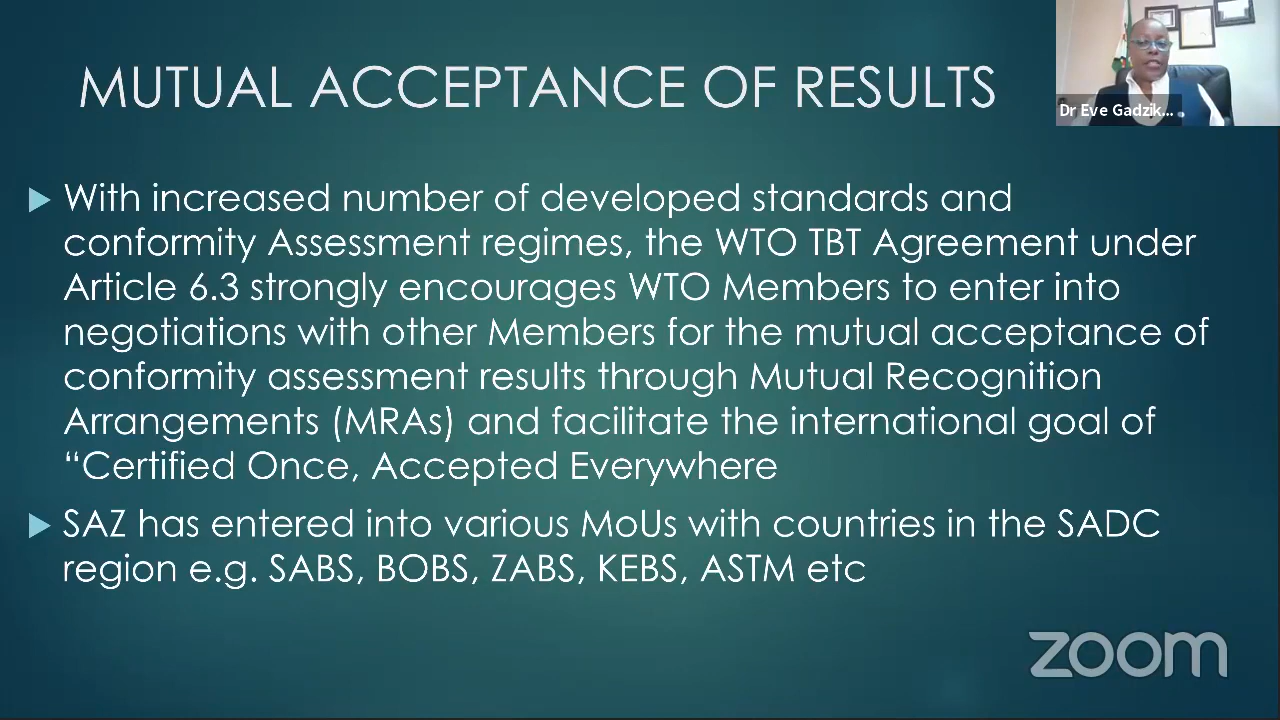 MUTUAL ACCEPTANCE OF RESULTS
Dr Eve Gadzik...
With increased number of developed standards and
conformity Assessment regimes, the WTO TBT Agreement under
Article 6.3 strongly encourages WTO Members to enter into
negotiations with other Members for the mutual acceptance of
conformity assessment results through Mutual Recognition
Arrangements (MRAs) and facilitate the international goal of
“Certified Once, Accepted Everywhere
SAZ has entered into various MoUs with countries in the SADC
region e.g. SABS, BOBS, ZABS, KEBS, ASTM etc
zoom